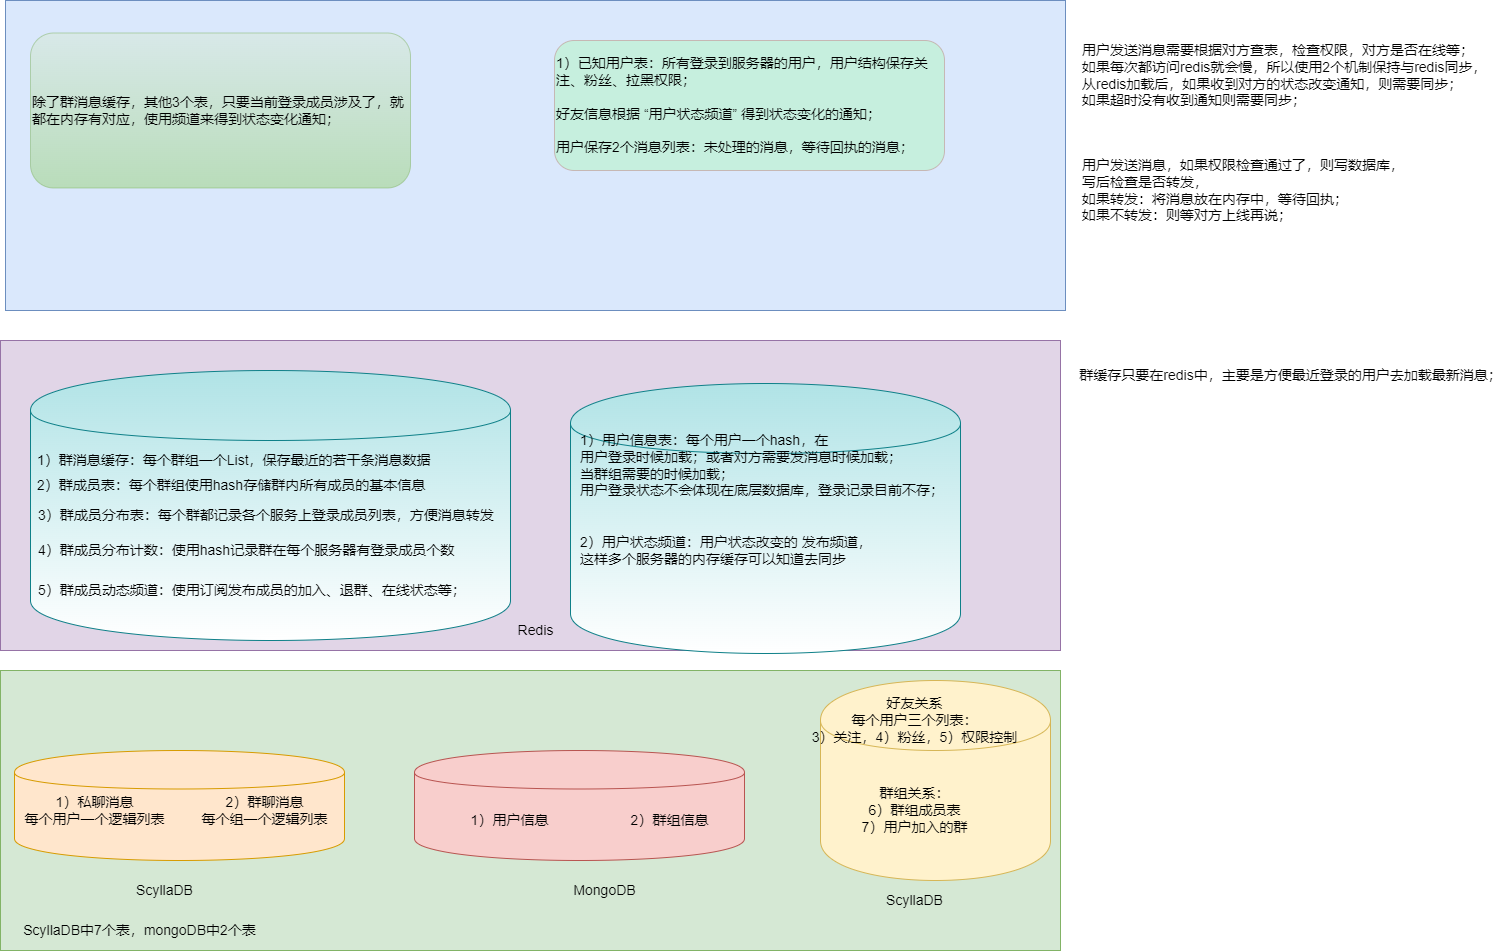 除了群消息缓存，其他3个表，只要当前登录成员涉及了，就
都在内存有对应，使用频道来得到状态变化通知；
1）已知用户表：所有登录到服务器的用户，用户结构保存关
注、粉丝、拉黑权限；
好友信息根据 “用户状态频道” 得到状态变化的通知；
用户保存2个消息列表：未处理的消息，等待回执的消息；
用户发送消息需要根据对方查表，检查权限，对方是否在线等；
如果每次都访问redis就会慢，所以使用2个机制保持与redis同步，
从redis加载后，如果收到对方的状态改变通知，则需要同步；
如果超时没有收到通知则需要同步；
用户发送消息，如果权限检查通过了，则写数据库，
写后检查是否转发，
如果转发：将消息放在内存中，等待回执；
如果不转发：则等对方上线再说；
1）群消息缓存：每个群组一个List，保存最近的若干条消息数据
2）群成员表：每个群组使用hash存储群内所有成员的基本信息
3）群成员分布表：每个群都记录各个服务上登录成员列表，方便消息转发
4）群成员分布计数：使用hash记录群在每个服务器有登录成员个数
5）群成员动态频道：使用订阅发布成员的加入、退群、在线状态等；
1）用户信息表：每个用户一个hash，在
用户登录时候加载；或者对方需要发消息时候加载；
当群组需要的时候加载；
用户登录状态不会体现在底层数据库，登录记录目前不存；
2）用户状态频道：用户状态改变的 发布频道，
这样多个服务器的内存缓存可以知道去同步
Redis
群缓存只要在redis中，主要是方便最近登录的用户去加载最新消息；
1）私聊消息
每个用户一个逻辑列表
2）群聊消息
每个组一个逻辑列表
ScyllaDB
1）用户信息
2）群组信息
MongoDB
好友关系
每个用户三个列表：
3）关注，4）粉丝，5）权限控制
群组关系：
6）群组成员表
7）用户加入的群
ScyllaDB
ScyllaDB中7个表，mongoDB中2个表